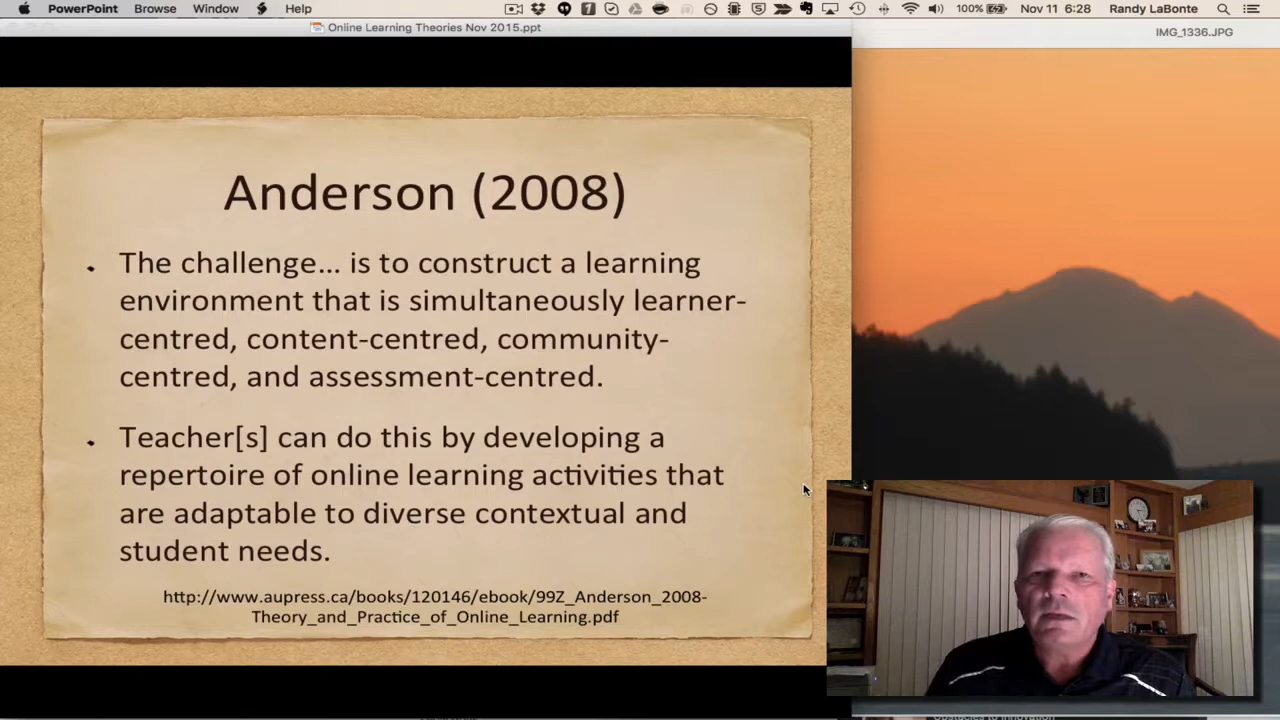 PowerPoint Browse Window Help 100% Nov 11 6:28 Randy LaBonte
Online Learning Theories Nov 2015.ppt
IMG_1336.JPG
Anderson (2008)
The challenge... is to construct a learning
environment that is simultaneously learner-
centred, content-centred, community-
centred, and assessment-centred.
Teacher[s] can do this by developing a
repertoire of online learning activities that
are adaptable to diverse contextual and
student needs.
http://www.aupress.ca/books/120146/ebook/99Z_Anderson_2008-
Theory_and_Practice_of_Online_Learning.pdf